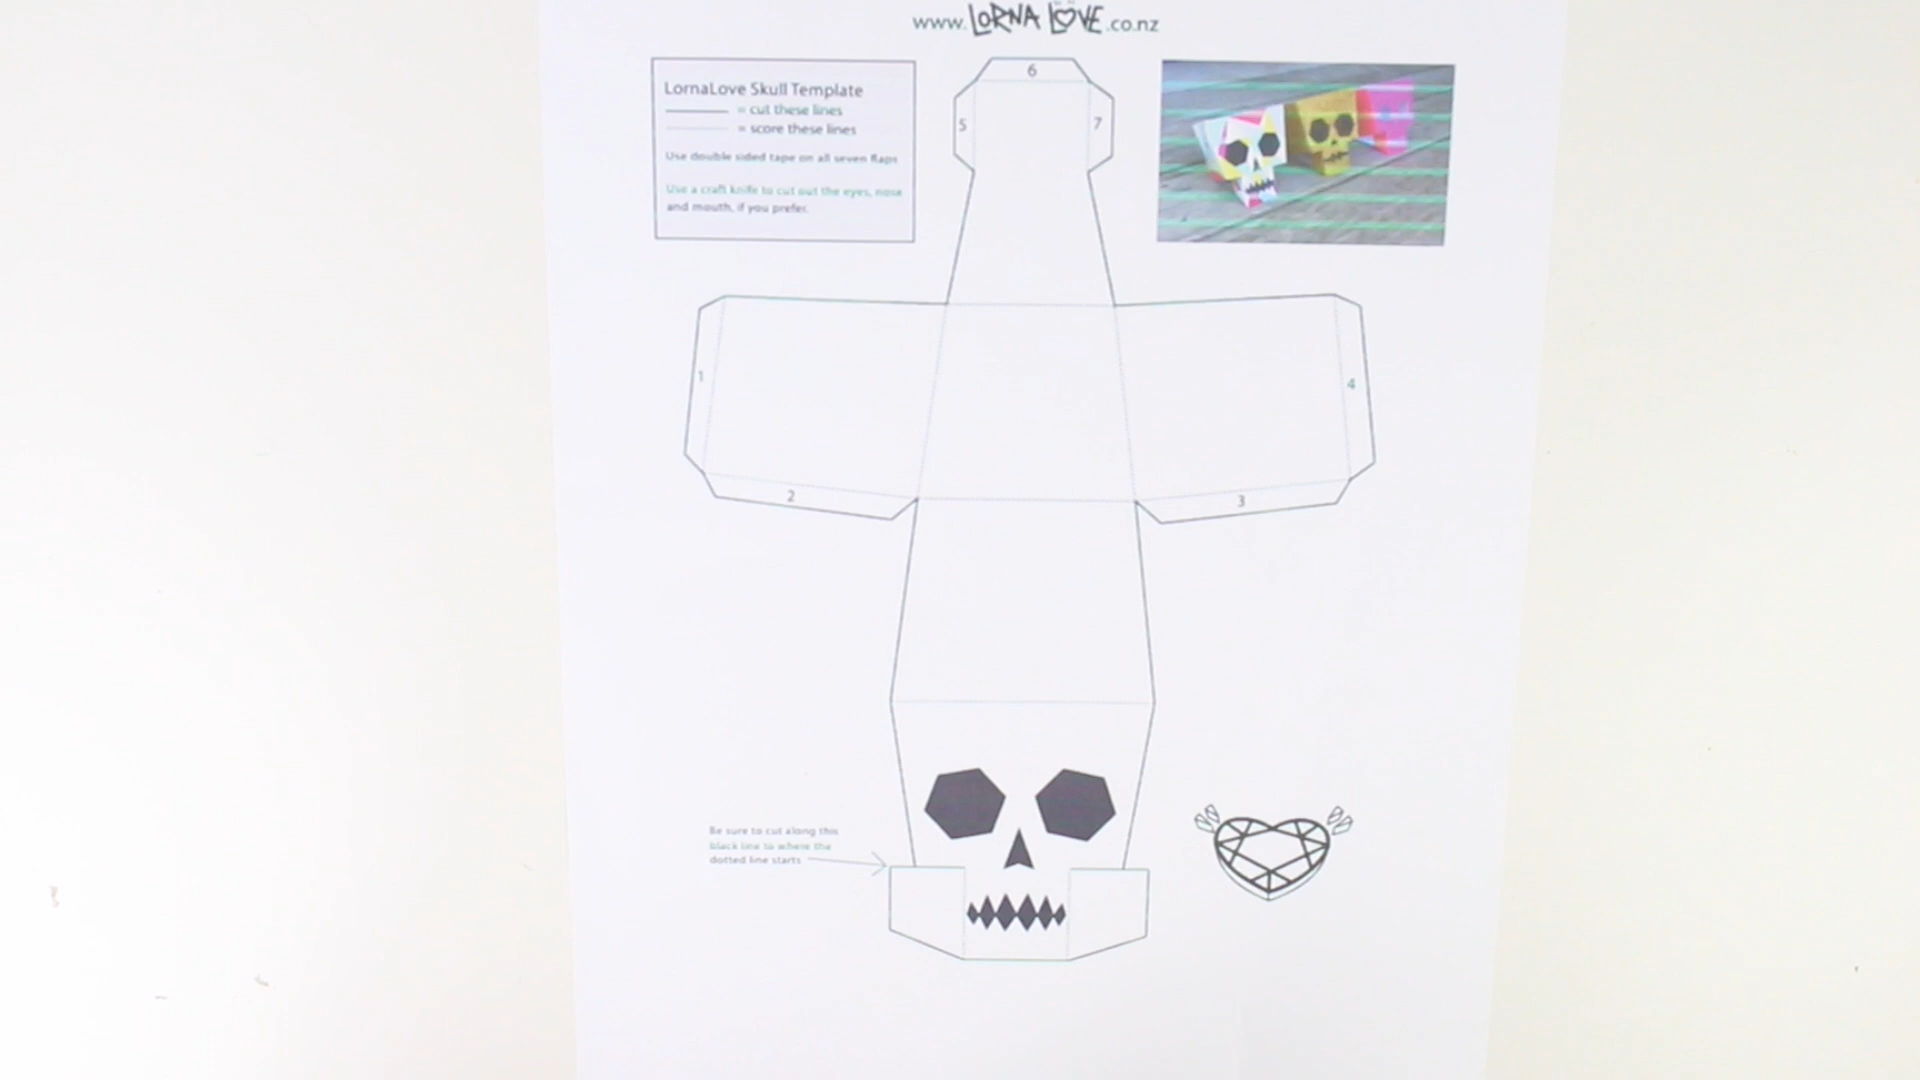 www.LORNA LOVE.co.nz
LornaLove Skull Template
= cut these lines
= score these lines
Use double sided tape on all seven flaps
Use a craft knife to cut out the eyes, nose
and mouth, if you prefer.
6
5
7
1
4
2
3
Be sure to cut along this
black line to where the
dotted line starts